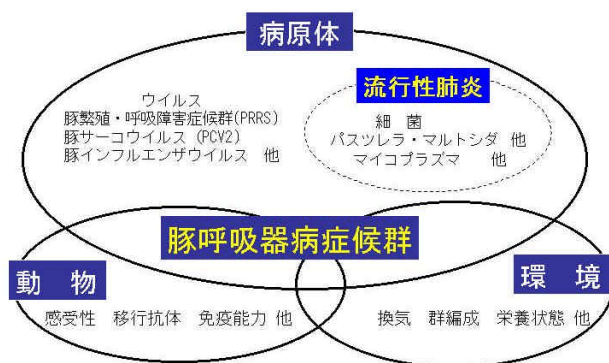 病原体
ウイルス
豚繁殖・呼吸障害症候群(PRRS)
豚サーコウイルス (PCV2)
豚インフルエンザウイルス 他
流行性肺炎
細 菌
パスツレラ・マルトシダ 他
マイコプラズマ 他
豚呼吸器病症候群
動 物
感受性 移行抗体 免疫能力 他
環 境
換気 群編成 栄養状態 他